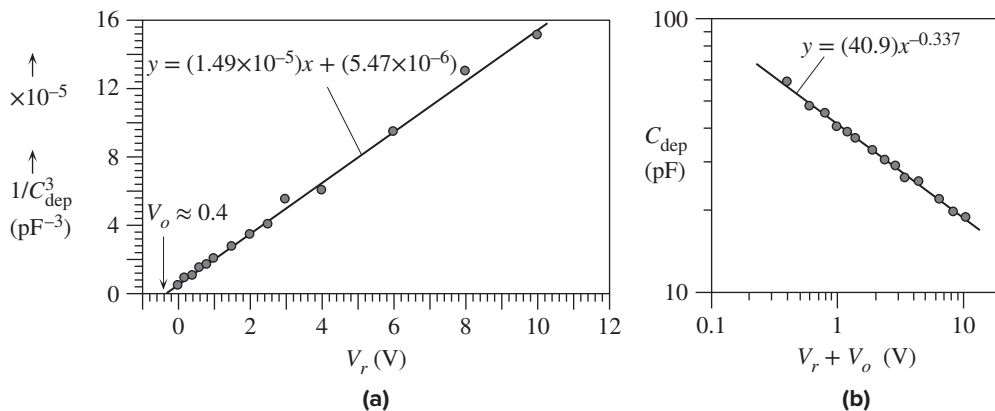 16
12
8
4
0
×10⁻⁵
1/C³dep
(pF⁻³)
y = (1.49×10⁻⁵)x + (5.47×10⁻⁶)
Vo ≈ 0.4
0 2 4 6 8 10 12
Vr (V)
(a)
100
10
Cdep
(pF)
y = (40.9)x⁻⁰·³³⁷
0.1 1 10
Vr + Vo (V)
(b)